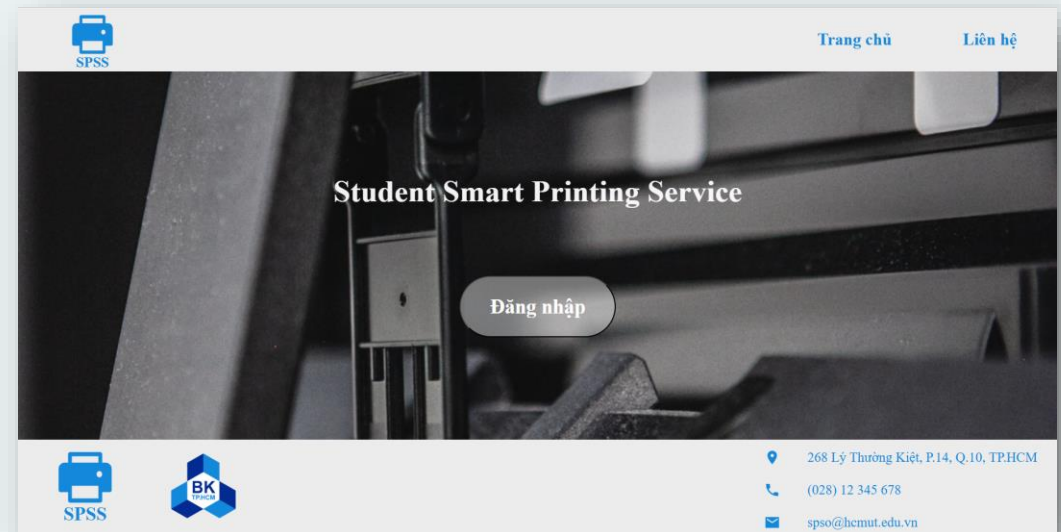 SPSS
Trang chủ
Liên hệ
Student Smart Printing Service
Đăng nhập
SPSS
BK
TP.HCM
268 Lý Thường Kiệt, P.14, Q.10, TP.HCM
(028) 12 345 678
spso@hcmut.edu.vn